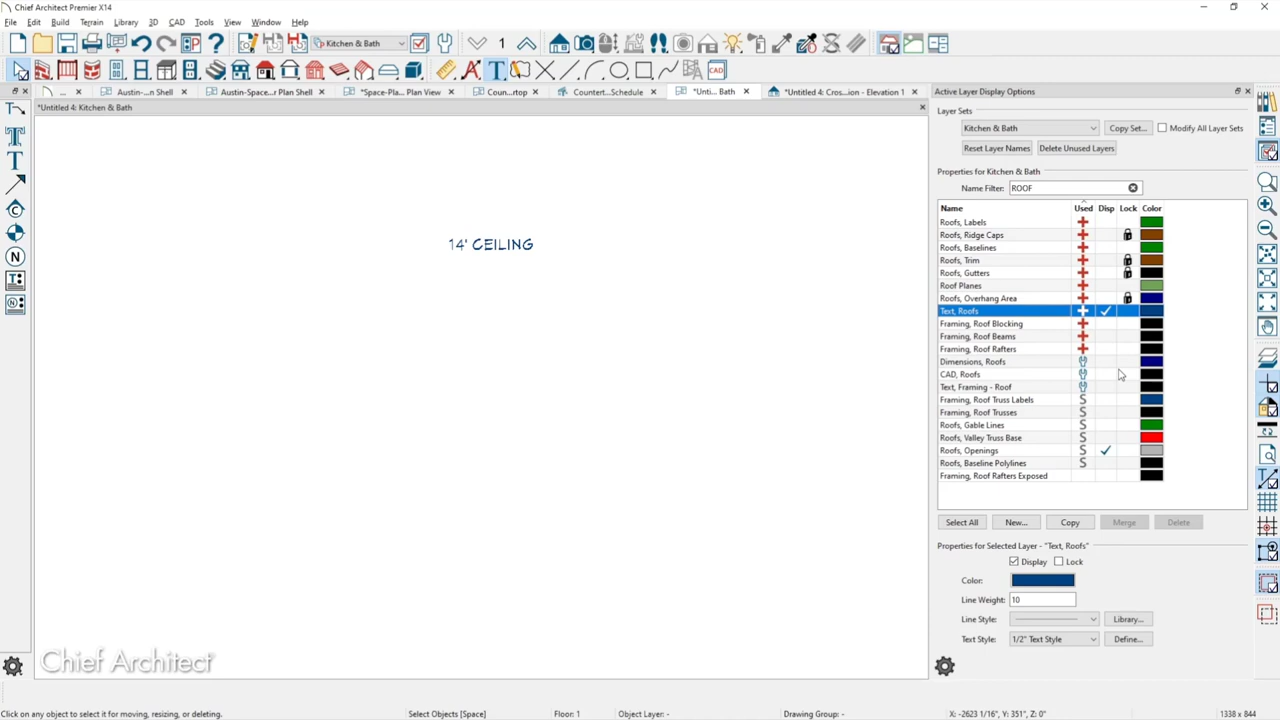 Chief Architect Premier X14
File Edit Build Terrain Library 3D CAD Tools View Window Help
Kitchen & Bath 1
CAD
... Austin-...n Shell Austin-Space...r Plan Shell *Space-Pla... Plan View Coun...rtop Countert...Schedule *Unti... Bath *Untitled 4: Cros...ion - Elevation 1
Active Layer Display Options
*Untitled 4: Kitchen & Bath
Layer Sets
Kitchen & Bath Copy Set... Modify All Layer Sets
Reset Layer Names Delete Unused Layers
Properties for Kitchen & Bath
Name Filter: ROOF
Name Used Disp Lock Color
Roofs, Labels
Roofs, Ridge Caps
Roofs, Baselines
Roofs, Trim
Roofs, Gutters
Roof Planes
Roofs, Overhang Area
Text, Roofs
Framing, Roof Blocking
Framing, Roof Beams
Framing, Roof Rafters
Dimensions, Roofs
CAD, Roofs
Text, Framing - Roof
Framing, Roof Truss Labels S
Framing, Roof Trusses S
Roofs, Gable Lines S
Roofs, Valley Truss Base S
Roofs, Openings S
Roofs, Baseline Polylines S
Framing, Roof Rafters Exposed
14' CEILING
Select All New... Copy Merge Delete
Properties for Selected Layer - "Text, Roofs"
Display Lock
Color:
Line Weight: 10
Line Style: Library...
Text Style: 1/2" Text Style Define...
Chief Architect
Click on any object to select it for moving, resizing, or deleting. Select Objects [Space] Floor: 1 Object Layer: - Drawing Group: - X: -2623 1/16", Y: 351", Z: 0" 1338 x 844